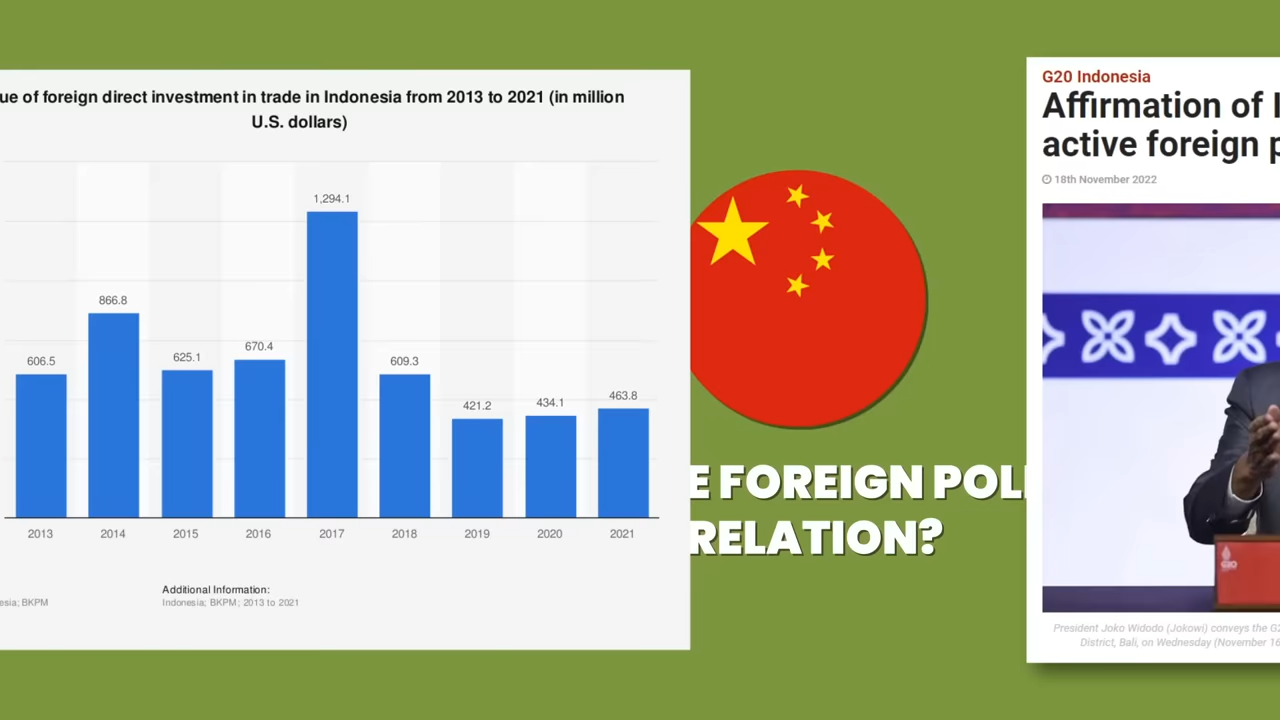 ue of foreign direct investment in trade in Indonesia from 2013 to 2021 (in million
U.S. dollars)
1,294.1
866.8
670.4
625.1
606.5
609.3
463.8
434.1
421.2
2013 2014 2015 2016 2017 2018 2019 2020 2021
Additional Information:
esia; BKPM
Indonesia; BKPM; 2013 to 2021
E FOREIGN POLI
RELATION?
G20 Indonesia
Affirmation of I
active foreign p
18th November 2022
G20
President Joko Widodo (Jokowi) conveys the G2
District, Bali, on Wednesday (November 16